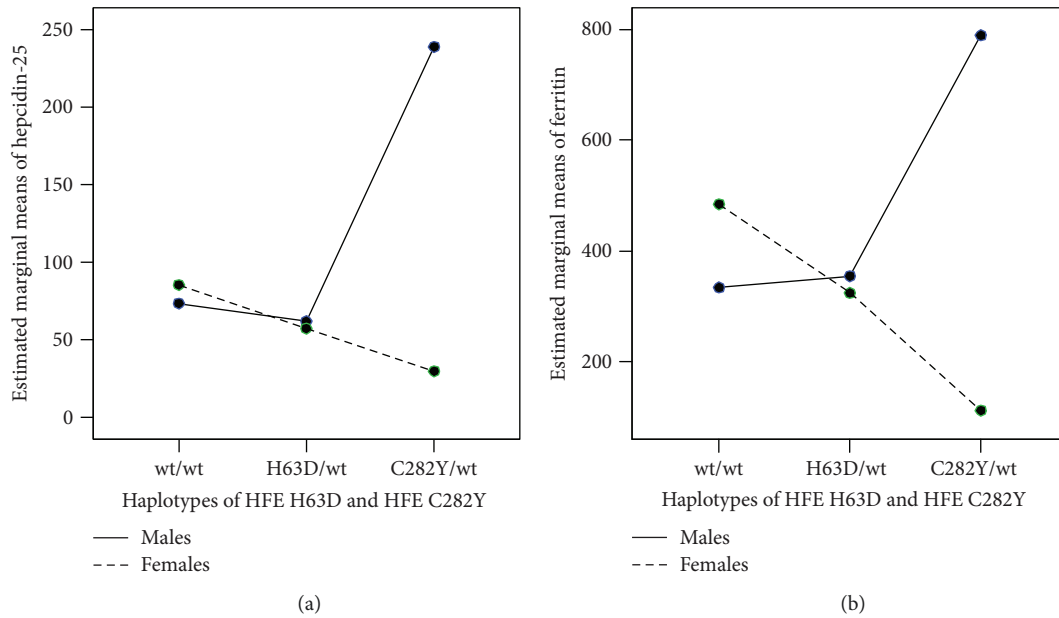 Estimated marginal means of hepcidin-25
250
200
150
100
50
0
wt/wt
H63D/wt
C282Y/wt
Haplotypes of HFE H63D and HFE C282Y
Males
Females
(a)
Estimated marginal means of ferritin
800
600
400
200
wt/wt
H63D/wt
C282Y/wt
Haplotypes of HFE H63D and HFE C282Y
Males
Females
(b)